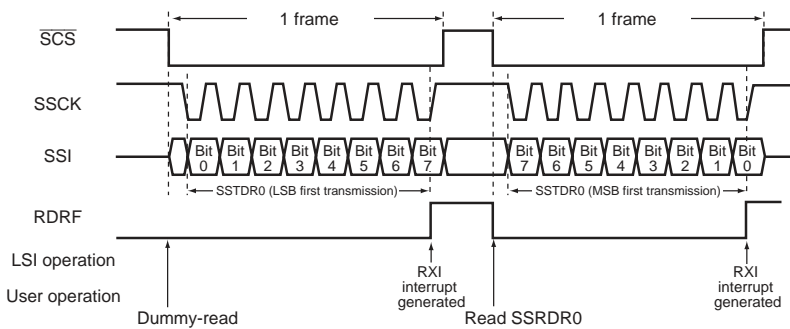 1 frame 1 frame
SCS
SSCK
SSI Bit 0 Bit 1 Bit 2 Bit 3 Bit 4 Bit 5 Bit 6 Bit 7 Bit 7 Bit 6 Bit 5 Bit 4 Bit 3 Bit 2 Bit 1 Bit 0
SSTDR0 (LSB first transmission) SSTDR0 (MSB first transmission)
RDRF
LSI operation RXI interrupt generated RXI interrupt generated
User operation Dummy-read Read SSRDR0